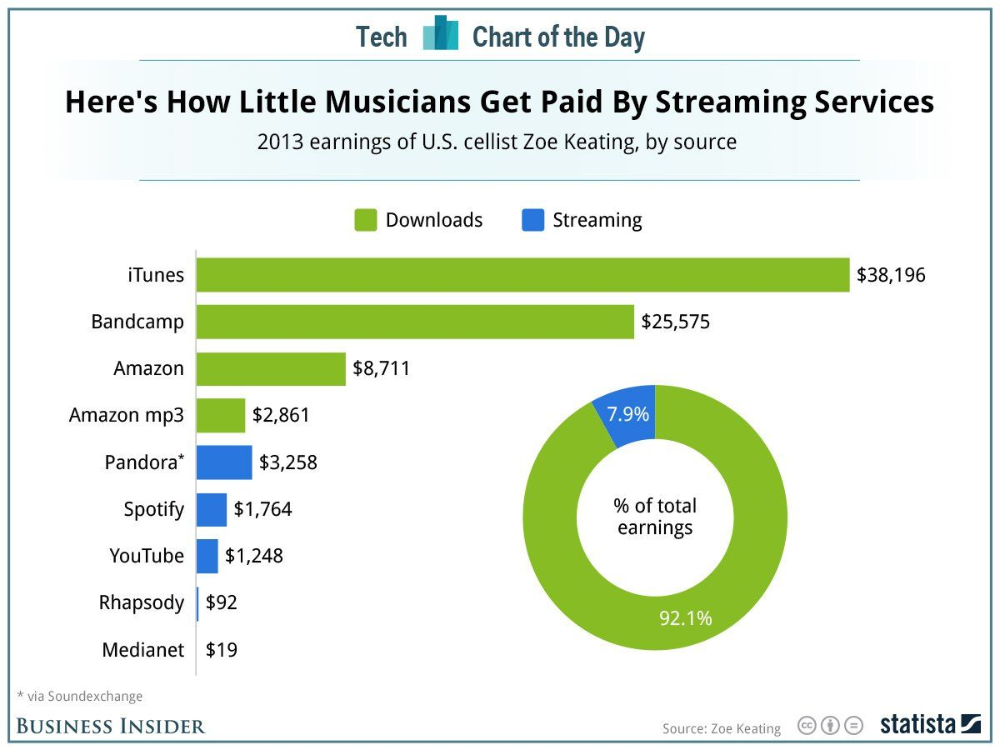 Tech Chart of the Day
Here's How Little Musicians Get Paid By Streaming Services
2013 earnings of U.S. cellist Zoe Keating, by source
Downloads Streaming
iTunes $38,196
Bandcamp $25,575
Amazon $8,711
Amazon mp3 $2,861
Pandora* $3,258
Spotify $1,764
YouTube $1,248
Rhapsody $92
Medianet $19
7.9%
% of total
earnings
92.1%
* via Soundexchange
BUSINESS INSIDER
Source: Zoe Keating
cc
statista